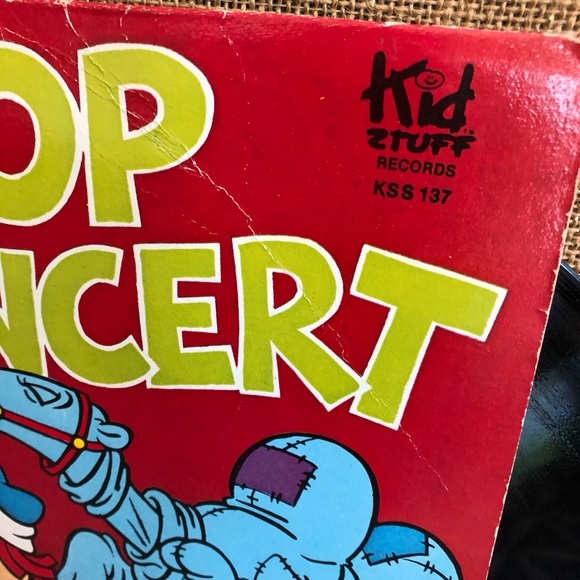 OP
NCERT
Kid
STUFF
RECORDS
KSS 137